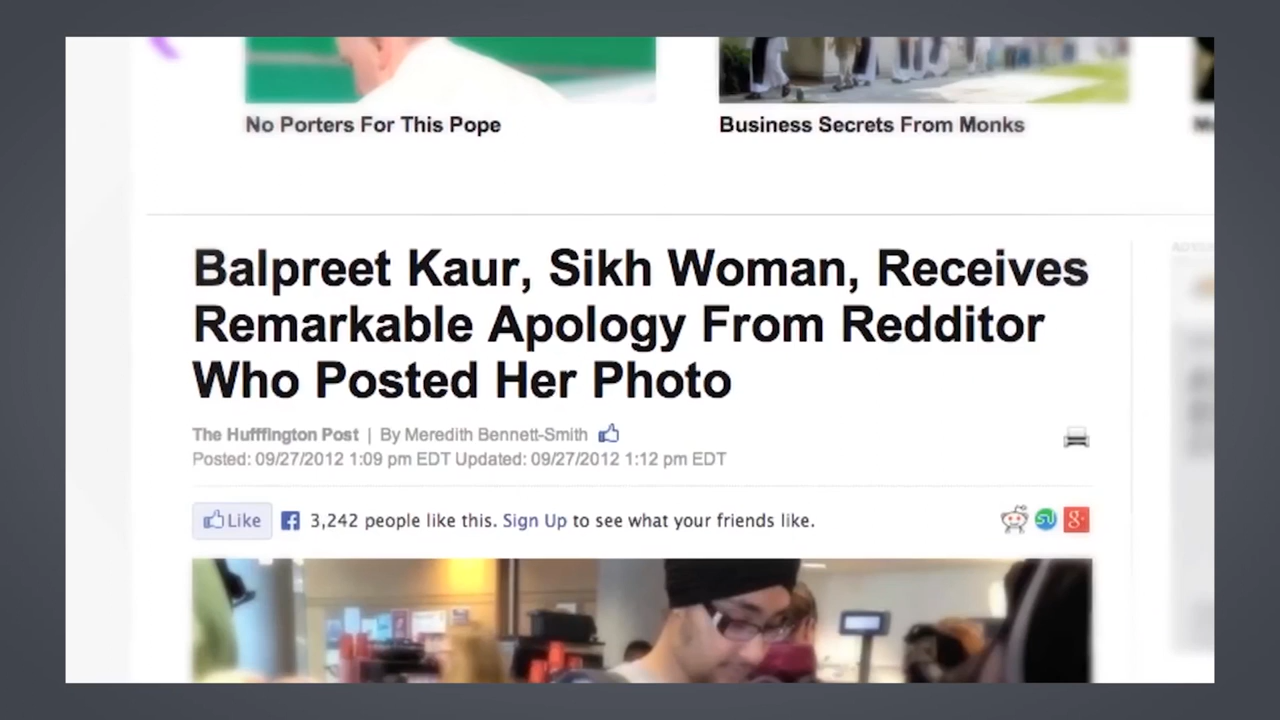 No Porters For This Pope
Business Secrets From Monks
Balpreet Kaur, Sikh Woman, Receives
Remarkable Apology From Redditor
Who Posted Her Photo
The Hufffington Post | By Meredith Bennett-Smith
Posted: 09/27/2012 1:09 pm EDT Updated: 09/27/2012 1:12 pm EDT
Like
3,242 people like this. Sign Up to see what your friends like.